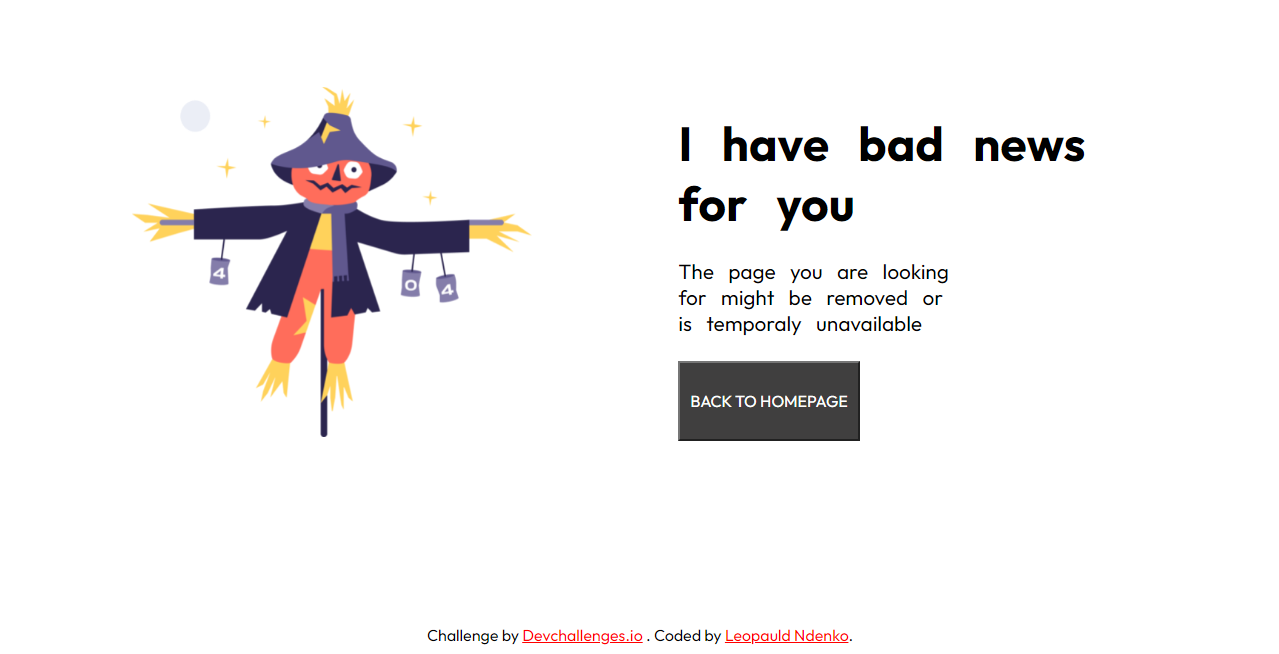 I have bad news
for you
The page you are looking
for might be removed or
is temporaly unavailable
BACK TO HOMEPAGE
4
0
4
Challenge by Devchallenges.io . Coded by Leopauld Ndenko.